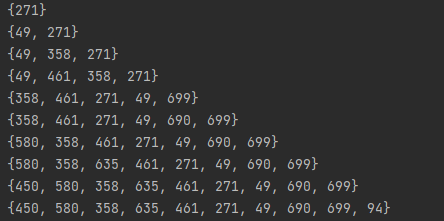 {271}
{49, 271}
{49, 358, 271}
{49, 461, 358, 271}
{358, 461, 271, 49, 699}
{358, 461, 271, 49, 690, 699}
{580, 358, 461, 271, 49, 690, 699}
{580, 358, 635, 461, 271, 49, 690, 699}
{450, 580, 358, 635, 461, 271, 49, 690, 699}
{450, 580, 358, 635, 461, 271, 49, 690, 699, 94}